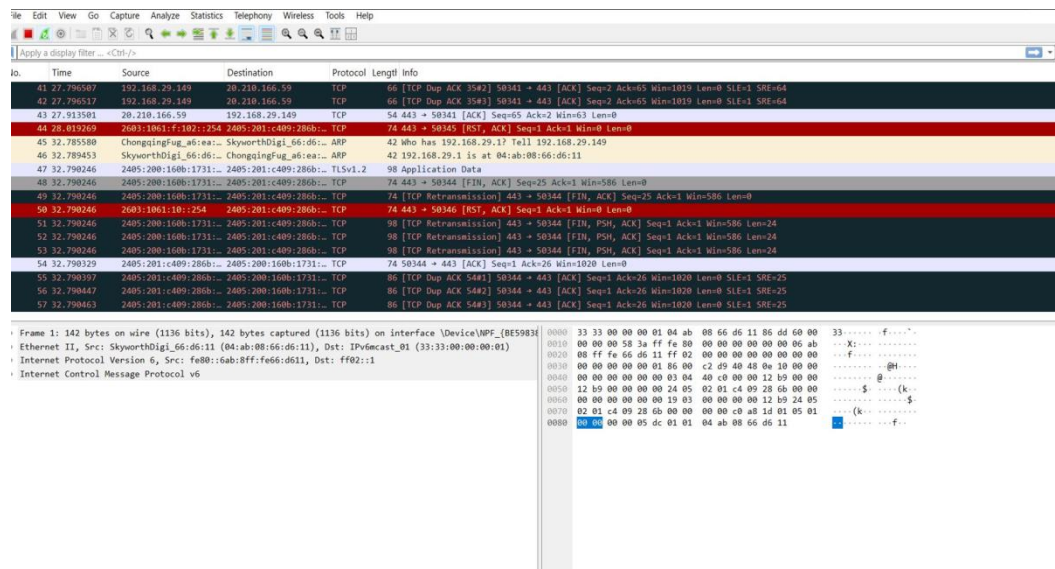 File Edit View Go Capture Analyze Statistics Telephony Wireless Tools Help
Apply a display filter ... <Ctrl-/>
No. Time Source Destination Protocol Length Info
41 27.796507 192.168.29.149 20.210.166.59 TCP 66 [TCP Dup ACK 35#2] 50341 → 443 [ACK] Seq=2 Ack=65 Win=1019 Len=0 SLE=1 SRE=64
42 27.796517 192.168.29.149 20.210.166.59 TCP 66 [TCP Dup ACK 35#3] 50341 → 443 [ACK] Seq=2 Ack=65 Win=1019 Len=0 SLE=1 SRE=64
43 27.913501 20.210.166.59 192.168.29.149 TCP 54 443 → 50341 [ACK] Seq=65 Ack=2 Win=63 Len=0
44 28.019269 2603:1061:f:102::254 2405:201:c409:286b:… TCP 74 443 → 50345 [RST, ACK] Seq=1 Ack=1 Win=0 Len=0
45 32.785580 ChongqingFug_a6:ea:… SkyworthDigi_66:d6:… ARP 42 Who has 192.168.29.1? Tell 192.168.29.149
46 32.789453 SkyworthDigi_66:d6:… ChongqingFug_a6:ea:… ARP 42 192.168.29.1 is at 04:ab:08:66:d6:11
47 32.790246 2405:200:160b:1731:… 2405:201:c409:286b:… TLSv1.2 98 Application Data
48 32.790246 2405:200:160b:1731:… 2405:201:c409:286b:… TCP 74 443 → 50344 [FIN, ACK] Seq=25 Ack=1 Win=586 Len=0
49 32.790246 2405:200:160b:1731:… 2405:201:c409:286b:… TCP 74 [TCP Retransmission] 443 → 50344 [FIN, ACK] Seq=25 Ack=1 Win=586 Len=0
50 32.790246 2603:1061:10::254 2405:201:c409:286b:… TCP 74 443 → 50346 [RST, ACK] Seq=1 Ack=1 Win=0 Len=0
51 32.790246 2405:200:160b:1731:… 2405:201:c409:286b:… TCP 98 [TCP Retransmission] 443 → 50344 [FIN, PSH, ACK] Seq=1 Ack=1 Win=586 Len=24
52 32.790246 2405:200:160b:1731:… 2405:201:c409:286b:… TCP 98 [TCP Retransmission] 443 → 50344 [FIN, PSH, ACK] Seq=1 Ack=1 Win=586 Len=24
53 32.790246 2405:200:160b:1731:… 2405:201:c409:286b:… TCP 98 [TCP Retransmission] 443 → 50344 [FIN, PSH, ACK] Seq=1 Ack=1 Win=586 Len=24
54 32.790329 2405:201:c409:286b:… 2405:200:160b:1731:… TCP 74 50344 → 443 [ACK] Seq=1 Ack=26 Win=1020 Len=0
55 32.790397 2405:201:c409:286b:… 2405:200:160b:1731:… TCP 86 [TCP Dup ACK 54#1] 50344 → 443 [ACK] Seq=1 Ack=26 Win=1020 Len=0 SLE=1 SRE=25
56 32.790447 2405:201:c409:286b:… 2405:200:160b:1731:… TCP 86 [TCP Dup ACK 54#2] 50344 → 443 [ACK] Seq=1 Ack=26 Win=1020 Len=0 SLE=1 SRE=25
57 32.790463 2405:201:c409:286b:… 2405:200:160b:1731:… TCP 86 [TCP Dup ACK 54#3] 50344 → 443 [ACK] Seq=1 Ack=26 Win=1020 Len=0 SLE=1 SRE=25
Frame 1: 142 bytes on wire (1136 bits), 142 bytes captured (1136 bits) on interface \Device\NPF_{BE5983
Ethernet II, Src: SkyworthDigi_66:d6:11 (04:ab:08:66:d6:11), Dst: IPv6mcast_01 (33:33:00:00:00:01)
Internet Protocol Version 6, Src: fe80::6ab:8ff:fe66:d611, Dst: ff02::1
Internet Control Message Protocol v6
0000 33 33 00 00 00 01 04 ab 08 66 d6 11 86 dd 60 00 33······ ·f····`·
0010 00 00 00 58 3a ff fe 80 00 00 00 00 00 00 06 ab ···X:··· ········
0020 08 ff fe 66 d6 11 ff 02 00 00 00 00 00 00 00 00 ···f···· ········
0030 00 00 00 00 00 01 86 00 c2 d9 40 48 0e 10 00 00 ········ ··@H····
0040 00 00 00 00 00 00 03 04 40 c0 00 00 12 b9 00 00 ········ @·······
0050 12 b9 00 00 00 00 24 05 02 01 c4 09 28 6b 00 00 ······$· ····(k··
0060 00 00 00 00 00 00 19 03 00 00 00 00 12 b9 24 05 ········ ······$·
0070 02 01 c4 09 28 6b 00 00 00 00 c0 a8 1d 01 05 01 ····(k·· ········
0080 00 00 00 00 05 dc 01 01 04 ab 08 66 d6 11 ········ ···f··